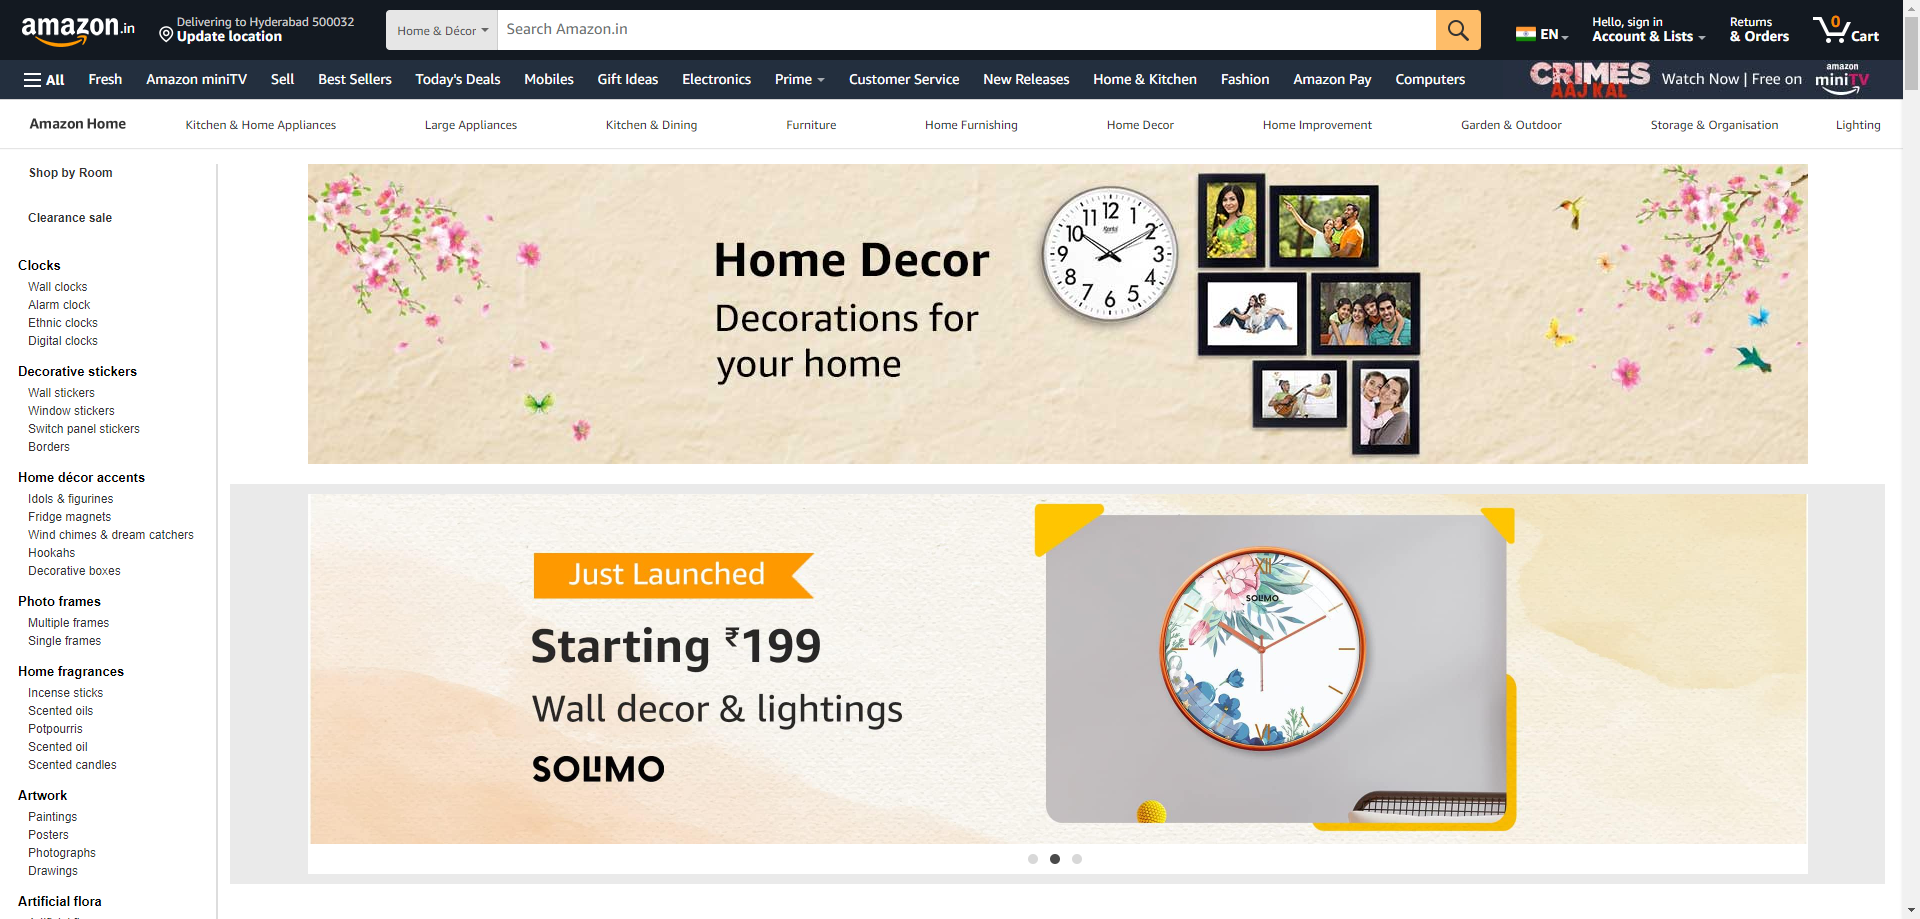 amazon.in
Delivering to Hyderabad 500032
Update location
Home & Décor
Search Amazon.in
EN
Hello, sign in
Account & Lists
Returns
& Orders
0
Cart
All
Fresh
Amazon miniTV
Sell
Best Sellers
Today's Deals
Mobiles
Gift Ideas
Electronics
Prime
Customer Service
New Releases
Home & Kitchen
Fashion
Amazon Pay
Computers
CRIMES
AAJ KAL
Watch Now | Free on
amazon
miniTV
Amazon Home
Kitchen & Home Appliances
Large Appliances
Kitchen & Dining
Furniture
Home Furnishing
Home Decor
Home Improvement
Garden & Outdoor
Storage & Organisation
Lighting
Shop by Room
Clearance sale
Clocks
Wall clocks
Alarm clock
Ethnic clocks
Digital clocks
Decorative stickers
Wall stickers
Window stickers
Switch panel stickers
Borders
Home décor accents
Idols & figurines
Fridge magnets
Wind chimes & dream catchers
Hookahs
Decorative boxes
Photo frames
Multiple frames
Single frames
Home fragrances
Incense sticks
Scented oils
Potpourris
Scented oil
Scented candles
Artwork
Paintings
Posters
Photographs
Drawings
Artificial flora
Home Decor
Decorations for
your home
12
1
2
3
4
5
6
7
8
9
10
11
Just Launched
Starting ₹199
Wall decor & lightings
SOLIMO
XII
SOLIMO
VI